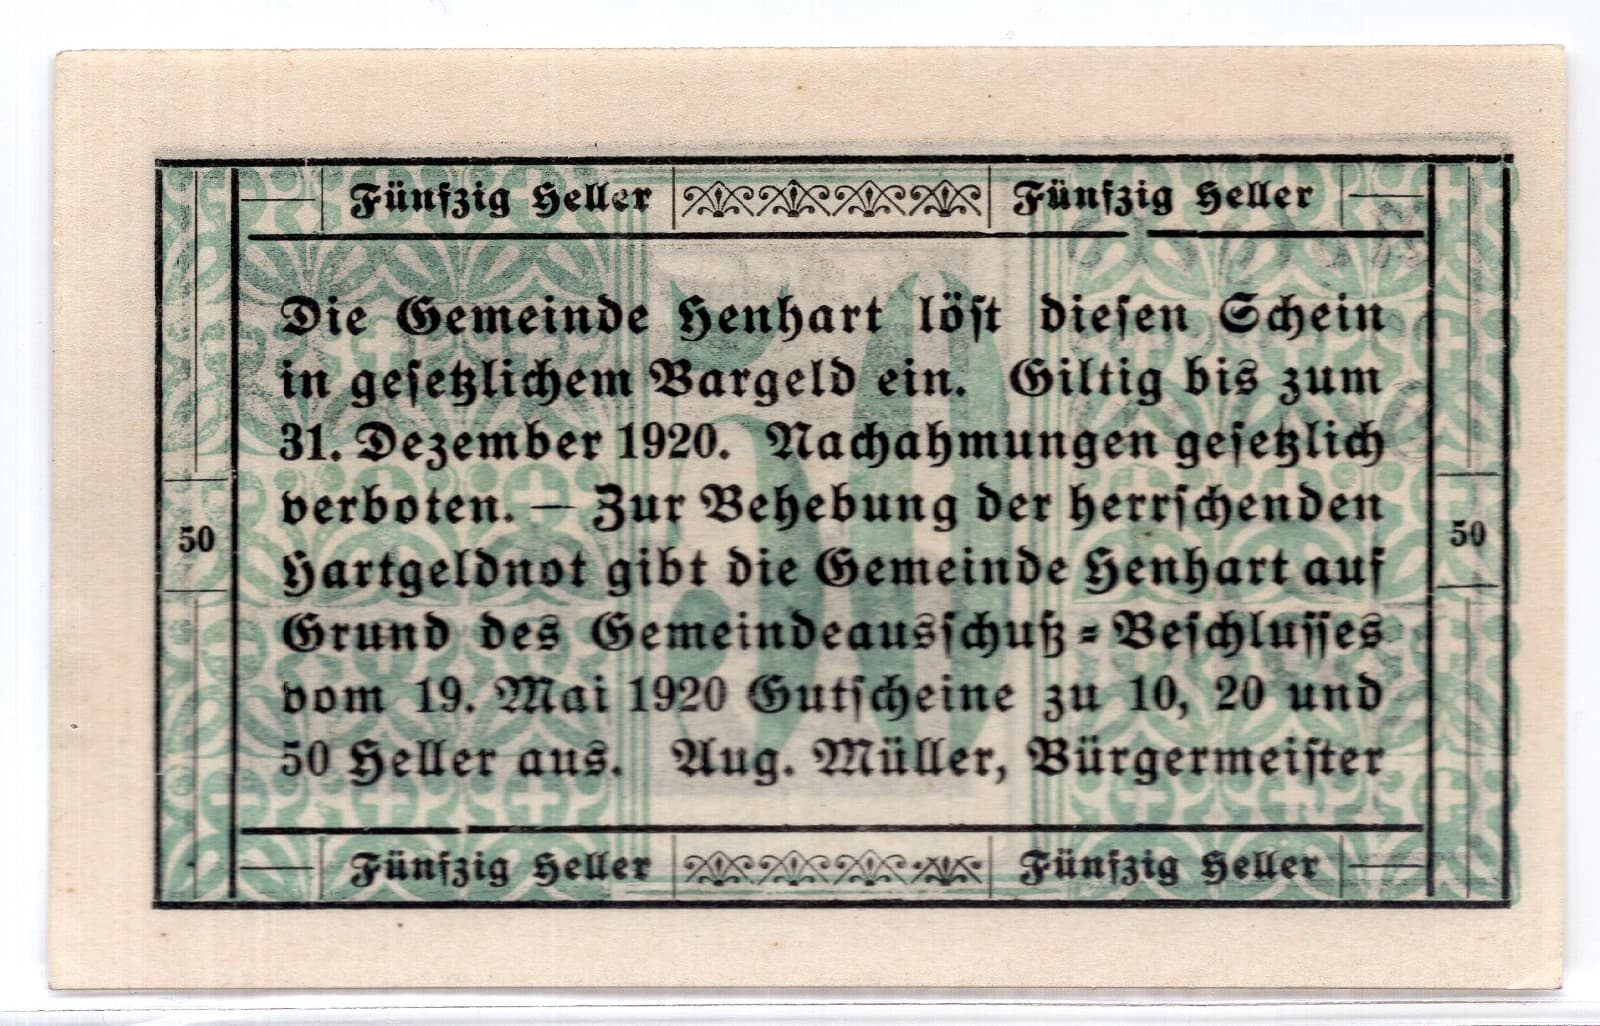 Fünfzig Heller Fünfzig Heller
Die Gemeinde Henhart löst diesen Schein
in gesetzlichem Bargeld ein. Giltig bis zum
31. Dezember 1920. Nachahmungen gesetzlich
verboten. — Zur Behebung der herrschenden
50
50
Hartgeldnot gibt die Gemeinde Henhart auf
Grund des Gemeindeausschuß-Beschlusses
vom 19. Mai 1920 Gutscheine zu 10, 20 und
50 Heller aus. Aug. Müller, Bürgermeister
Fünfzig Heller Fünfzig Heller